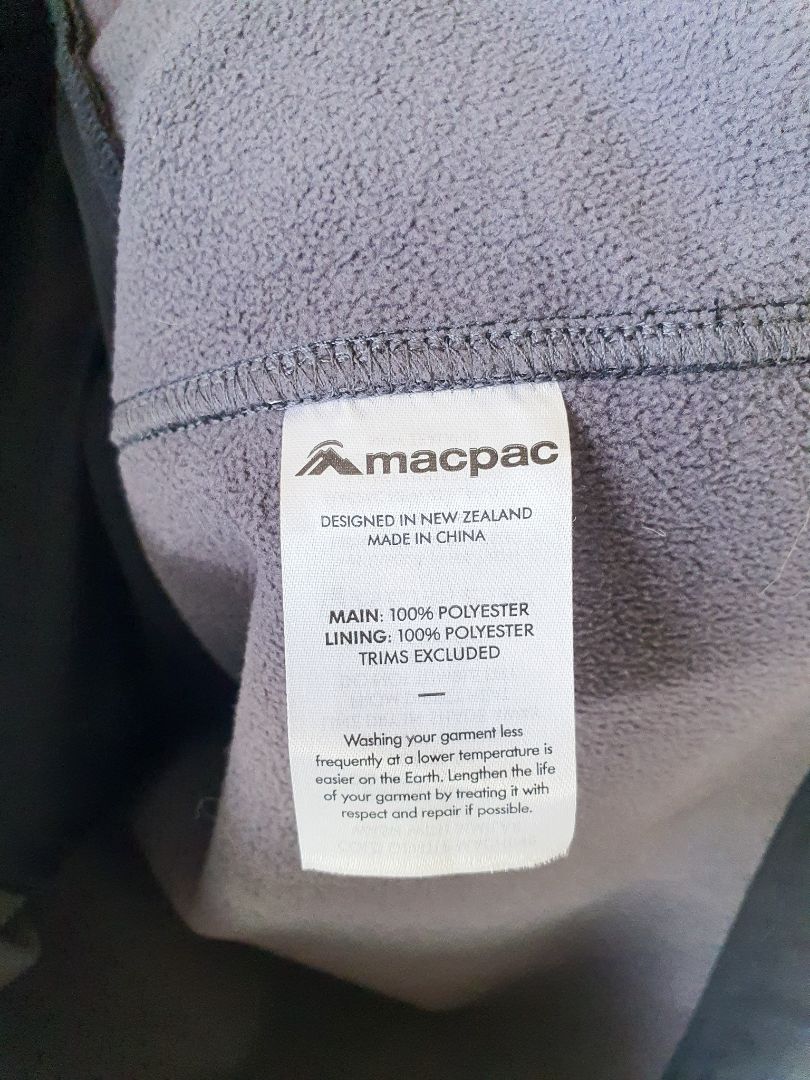 macpac
DESIGNED IN NEW ZEALAND
MADE IN CHINA
MAIN: 100% POLYESTER
LINING: 100% POLYESTER
TRIMS EXCLUDED
—
Washing your garment less
frequently at a lower temperature is
easier on the Earth. Lengthen the life
of your garment by treating it with
respect and repair if possible.